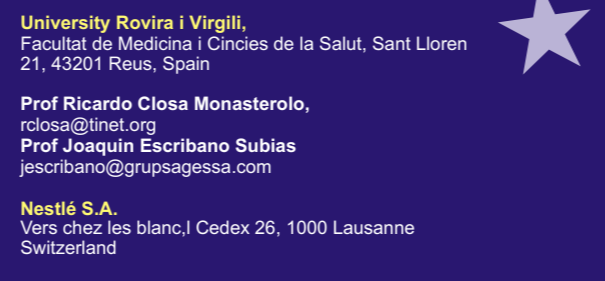 University Rovira i Virgili,
Facultat de Medicina i Cincies de la Salut, Sant Lloren
21, 43201 Reus, Spain
Prof Ricardo Closa Monasterolo,
rclosa@tinet.org
Prof Joaquin Escribano Subias
jescribano@grupsagessa.com
Nestlé S.A.
Vers chez les blanc,l Cedex 26, 1000 Lausanne
Switzerland